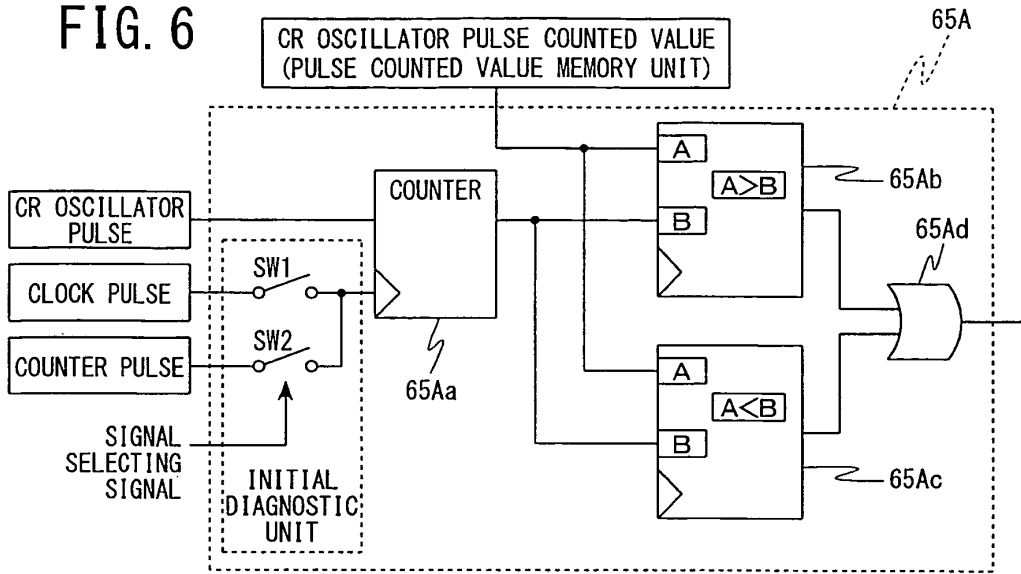 FIG. 6
CR OSCILLATOR PULSE COUNTED VALUE
(PULSE COUNTED VALUE MEMORY UNIT)
65A
CR OSCILLATOR
PULSE
CLOCK PULSE
COUNTER PULSE
SIGNAL
SELECTING
SIGNAL
SW1
SW2
INITIAL
DIAGNOSTIC
UNIT
COUNTER
65Aa
A
A>B
B
65Ab
A
A<B
B
65Ac
65Ad